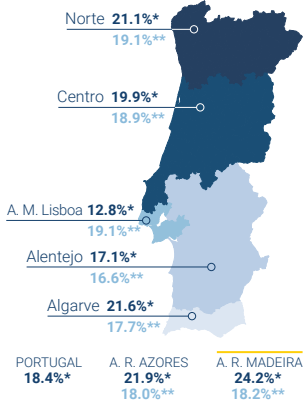 Norte 21.1%*
19.1%**
Centro 19.9%*
18.9%**
A. M. Lisboa 12.8%*
19.1%**
Alentejo 17.1%*
16.6%**
Algarve 21.6%*
17.7%**
PORTUGAL A. R. AZORES A. R. MADEIRA
18.4%* 21.9%* 24.2%*
18.0%** 18.2%**